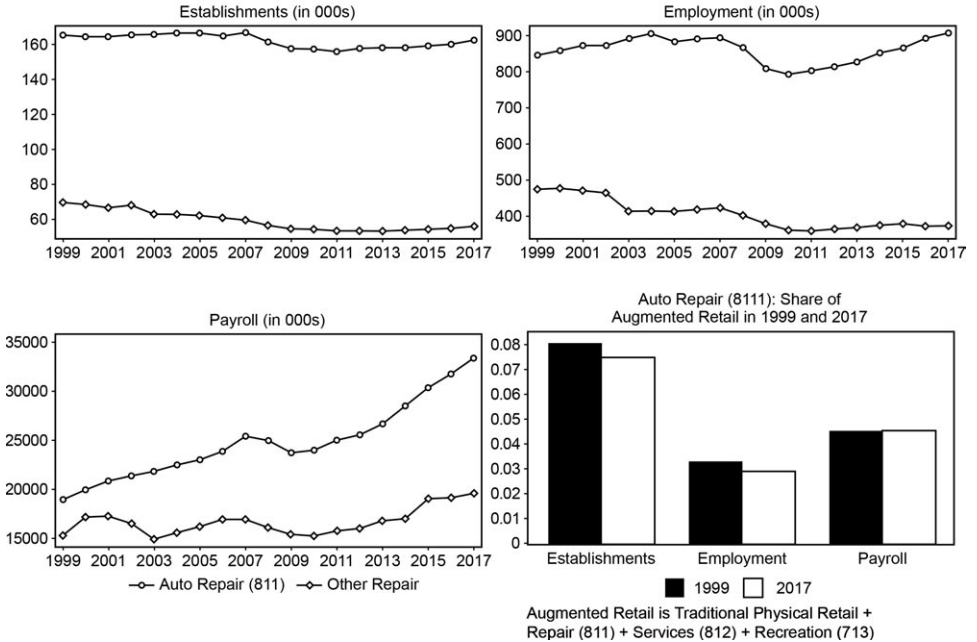 Establishments (in 000s)
160
140
120
100
80
60
1999 2001 2003 2005 2007 2009 2011 2013 2015 2017
Employment (in 000s)
900
800
700
600
500
400
1999 2001 2003 2005 2007 2009 2011 2013 2015 2017
Payroll (in 000s)
35000
30000
25000
20000
15000
1999 2001 2003 2005 2007 2009 2011 2013 2015 2017
Auto Repair (811) Other Repair
Auto Repair (8111): Share of
Augmented Retail in 1999 and 2017
0.08
0.07
0.06
0.05
0.04
0.03
0.02
0.01
0
Establishments Employment Payroll
1999 2017
Augmented Retail is Traditional Physical Retail +
Repair (811) + Services (812) + Recreation (713)